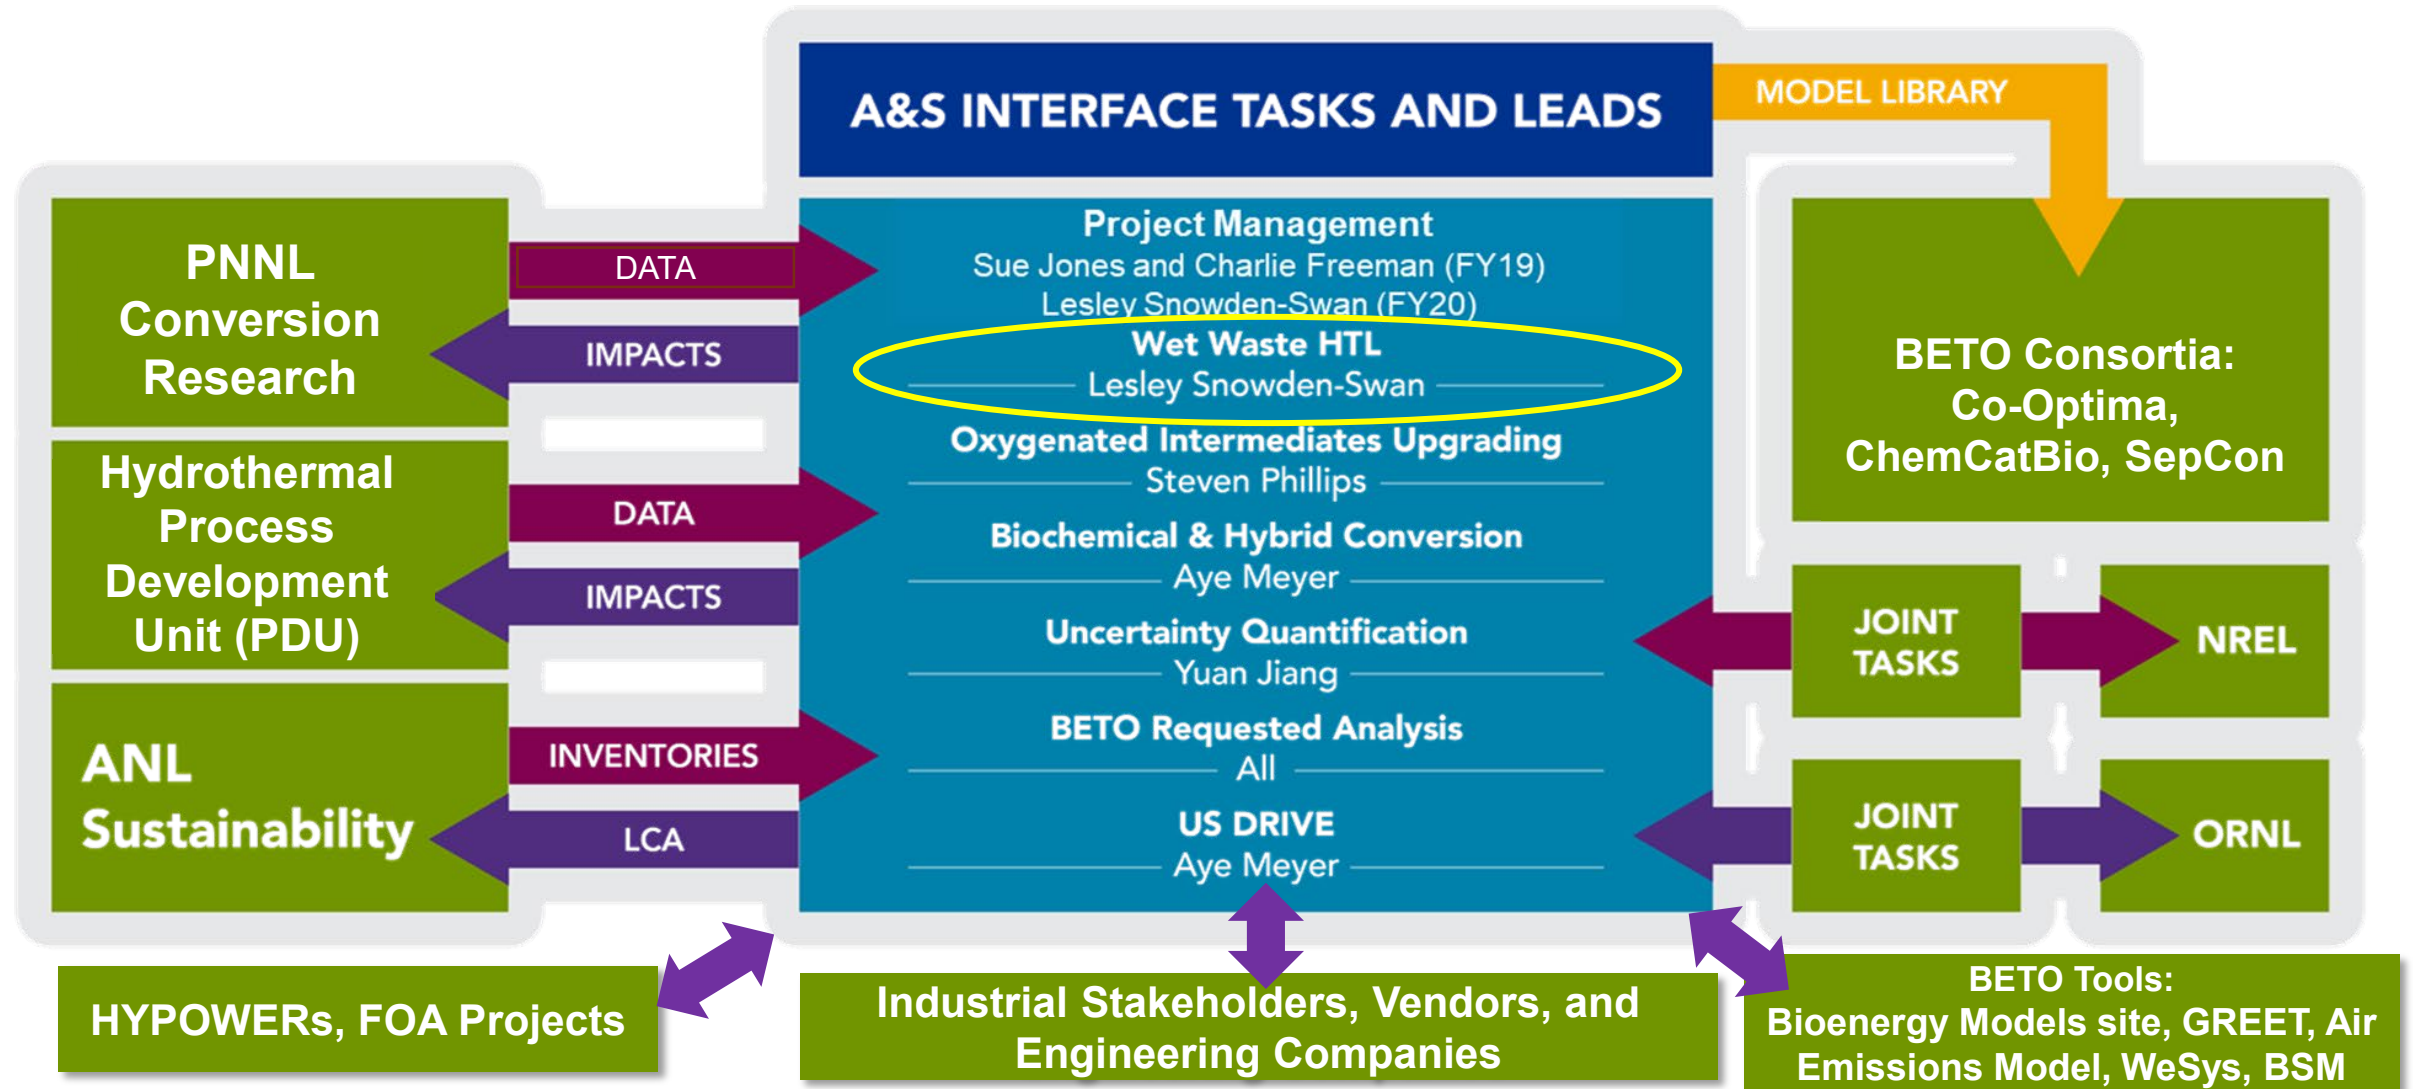 A&S INTERFACE TASKS AND LEADS
MODEL LIBRARY
PNNL
Conversion
Research
DATA
IMPACTS
Hydrothermal
Process
Development
Unit (PDU)
DATA
IMPACTS
ANL
Sustainability
INVENTORIES
LCA
Project Management
Sue Jones and Charlie Freeman (FY19)
Lesley Snowden-Swan (FY20)
Wet Waste HTL
Lesley Snowden-Swan
Oxygenated Intermediates Upgrading
Steven Phillips
Biochemical & Hybrid Conversion
Aye Meyer
Uncertainty Quantification
Yuan Jiang
BETO Requested Analysis
All
US DRIVE
Aye Meyer
BETO Consortia:
Co-Optima,
ChemCatBio, SepCon
JOINT
TASKS
NREL
JOINT
TASKS
ORNL
HYPOWERs, FOA Projects
Industrial Stakeholders, Vendors, and
Engineering Companies
BETO Tools:
Bioenergy Models site, GREET, Air
Emissions Model, WeSys, BSM